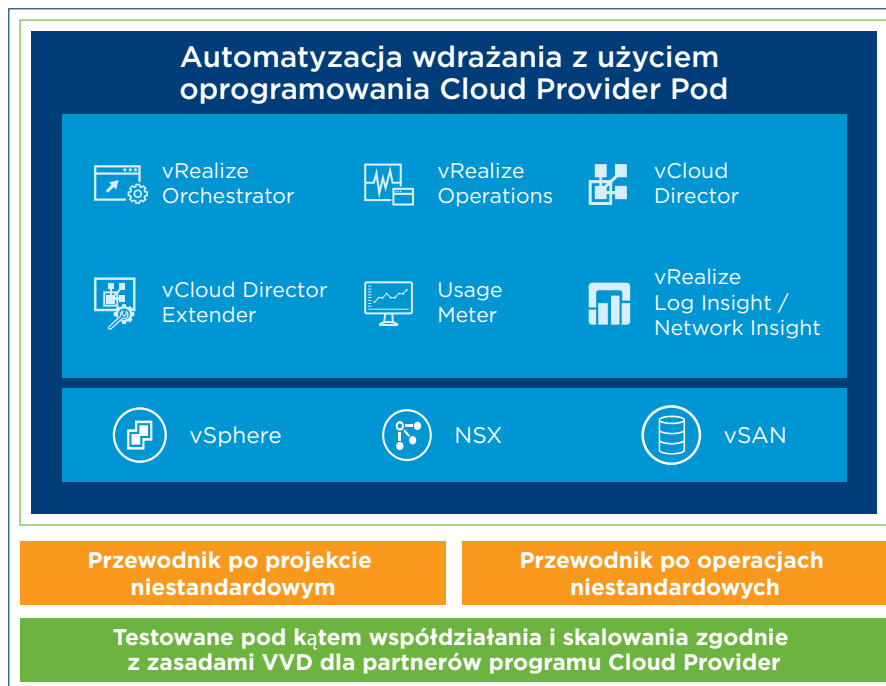 Automatyzacja wdrażania z użyciem
oprogramowania Cloud Provider Pod
vRealize
Orchestrator
vRealize
Operations
vCloud
Director
vCloud Director
Extender
Usage
Meter
vRealize
Log Insight /
Network Insight
vSphere
NSX
vSAN
Przewodnik po projekcie
niestandardowym
Przewodnik po operacjach
niestandardowych
Testowane pod kątem współdziałania i skalowania zgodnie
z zasadami VVD dla partnerów programu Cloud Provider